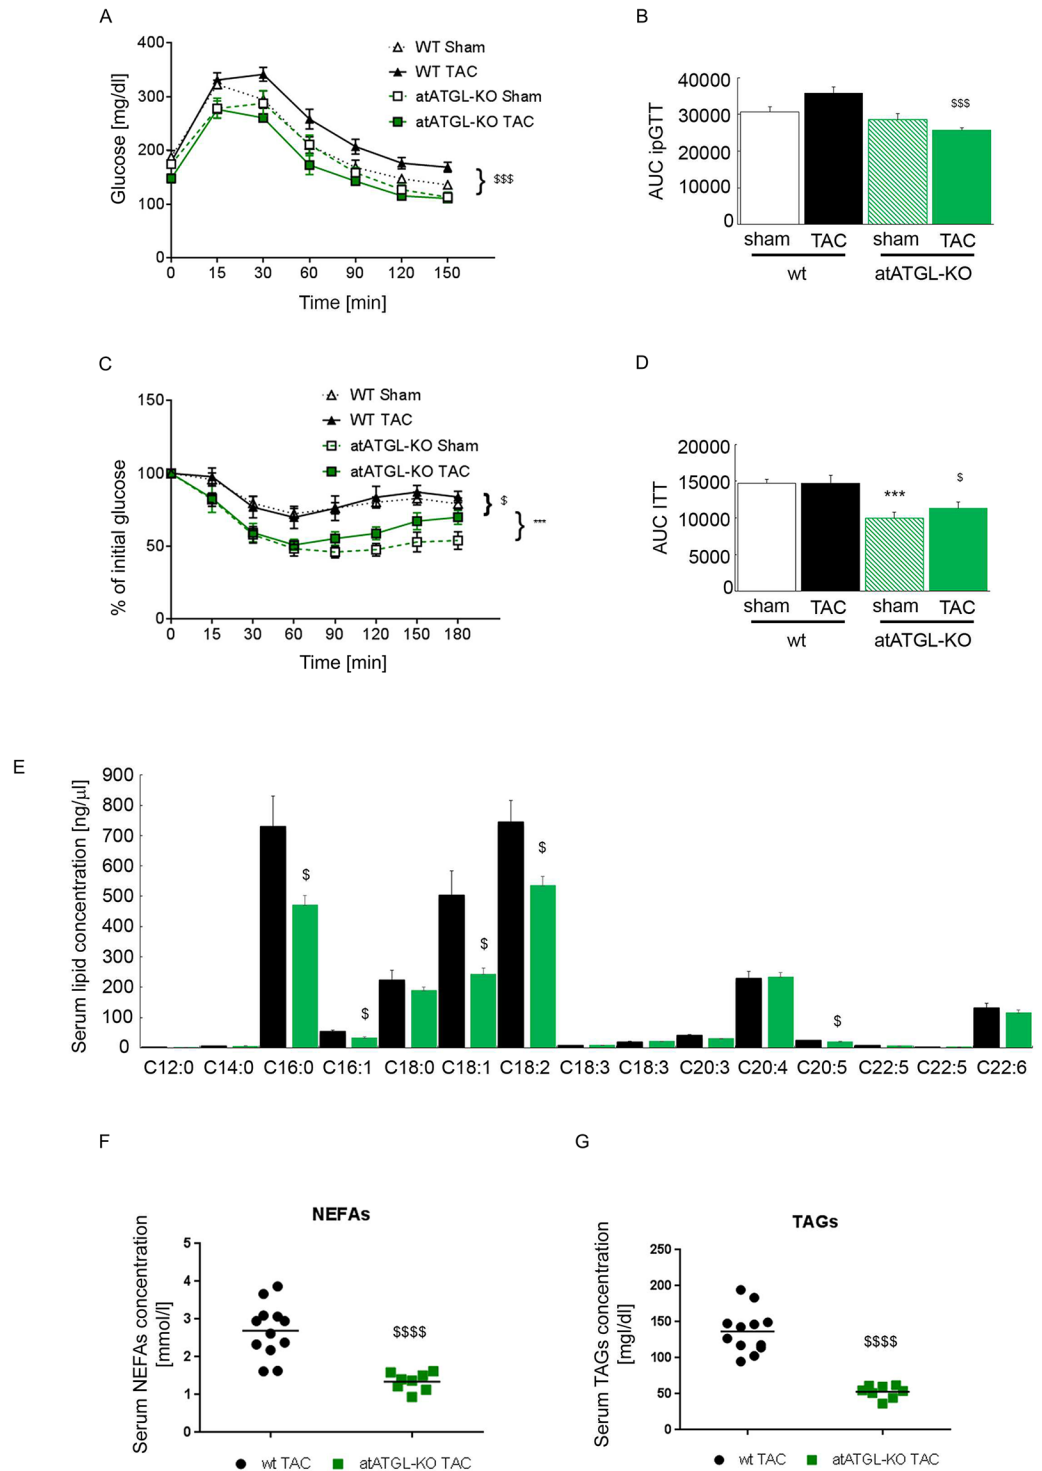 A
Glucose [mg/dl]
400
300
200
100
0
0 15 30 60 90 120 150
Time [min]
WT Sham
WT TAC
atATGL-KO Sham
atATGL-KO TAC
} $$$
B
AUC ipGTT
40000
30000
20000
10000
0
$$$
sham TAC sham TAC
wt atATGL-KO
C
% of initial glucose
150
100
50
0
0 15 30 60 90 120 150 180
Time [min]
WT Sham
WT TAC
atATGL-KO Sham
atATGL-KO TAC
} $
} ***
D
AUC ITT
20000
15000
10000
5000
0
*** $
sham TAC sham TAC
wt atATGL-KO
E
Serum lipid concentration [ng/µl]
900
800
700
600
500
400
300
200
100
0
$ $ $ $ $
C12:0 C14:0 C16:0 C16:1 C18:0 C18:1 C18:2 C18:3 C18:3 C20:3 C20:4 C20:5 C22:5 C22:5 C22:6
F
NEFAs
Serum NEFAs concentration
[mmol/l]
5
4
3
2
1
0
$$$$
wt TAC atATGL-KO TAC
G
TAGs
Serum TAGs concentration
[mgl/dl]
250
200
150
100
50
0
$$$$
wt TAC atATGL-KO TAC